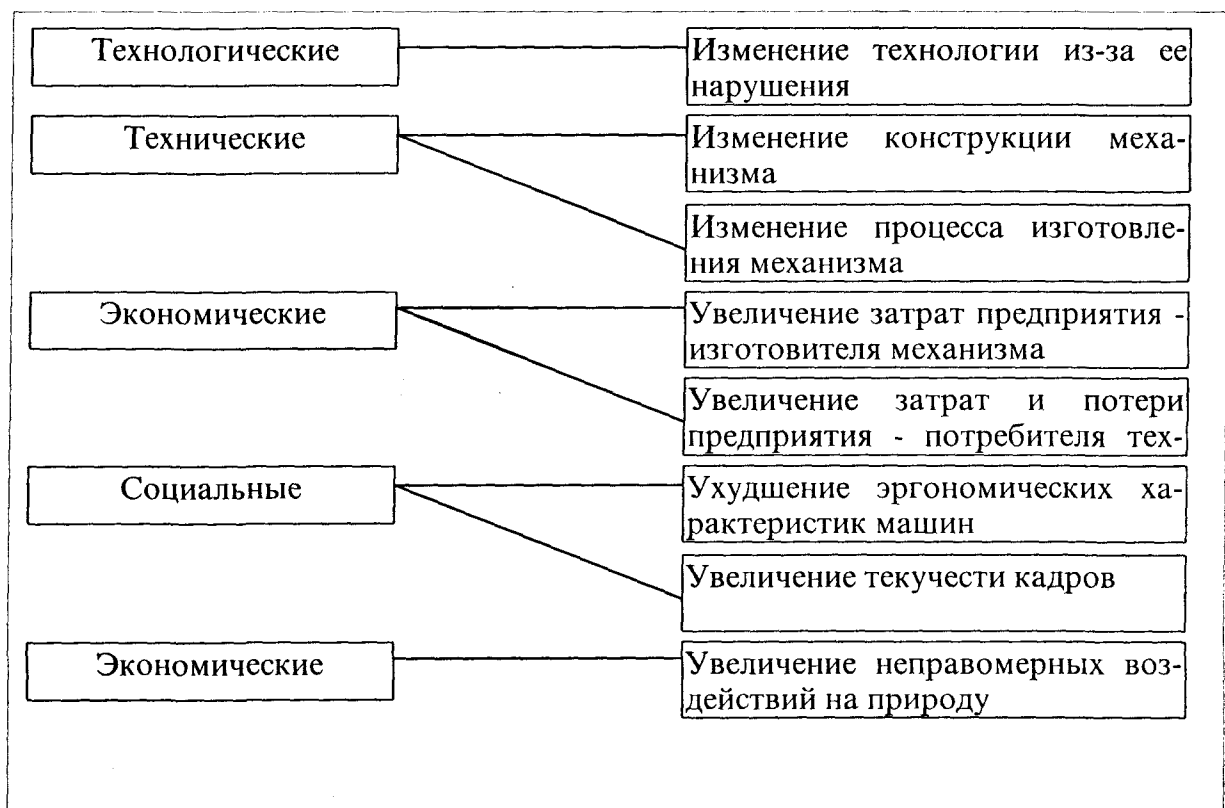 Технологические
Изменение технологии из-за ее
нарушения
Технические
Изменение конструкции меха-
низма
Изменение процесса изготовле-
ния механизма
Экономические
Увеличение затрат предприятия -
изготовителя механизма
Увеличение затрат и потери
предприятия - потребителя тех-
Социальные
Ухудшение эргономических ха-
рактеристик машин
Увеличение текучести кадров
Экономические
Увеличение неправомерных воз-
действий на природу